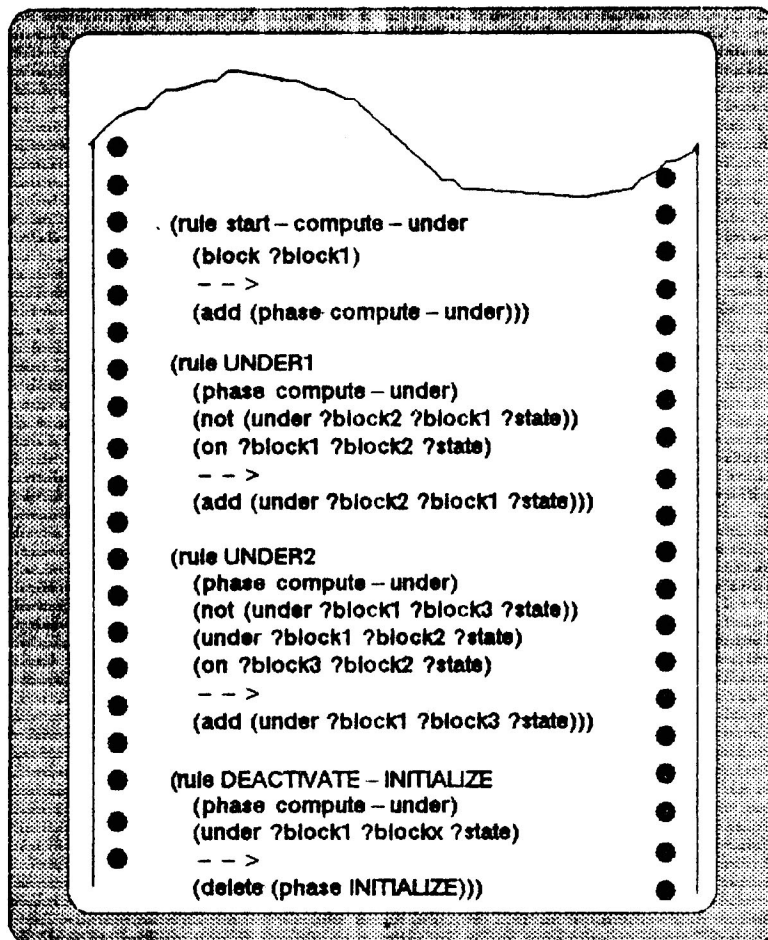 (rule start – compute – under
(block ?block1)
– – >
(add (phase compute – under)))
(rule UNDER1
(phase compute – under)
(not (under ?block2 ?block1 ?state))
(on ?block1 ?block2 ?state)
– – >
(add (under ?block2 ?block1 ?state)))
(rule UNDER2
(phase compute – under)
(not (under ?block1 ?block3 ?state))
(under ?block1 ?block2 ?state)
(on ?block3 ?block2 ?state)
– – >
(add (under ?block1 ?block3 ?state)))
(rule DEACTIVATE – INITIALIZE
(phase compute – under)
(under ?block1 ?blockx ?state)
– – >
(delete (phase INITIALIZE)))